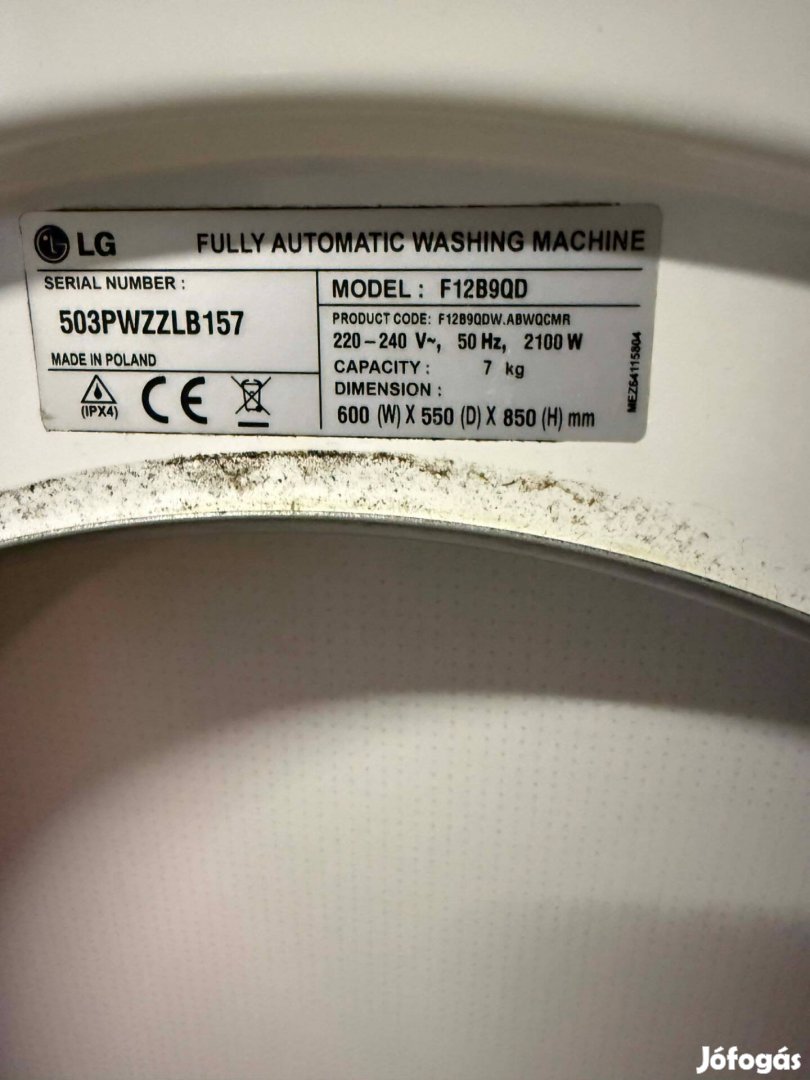 LG FULLY AUTOMATIC WASHING MACHINE
SERIAL NUMBER :
503PWZZLB157
MADE IN POLAND
(IPX4) CE
MODEL : F12B9QD
PRODUCT CODE: F12B9QDW.ABWQCMR
220-240 V~, 50 Hz, 2100 W
CAPACITY : 7 kg
DIMENSION :
600 (W) X 550 (D) X 850 (H) mm
MEZ64115804
Jófogás